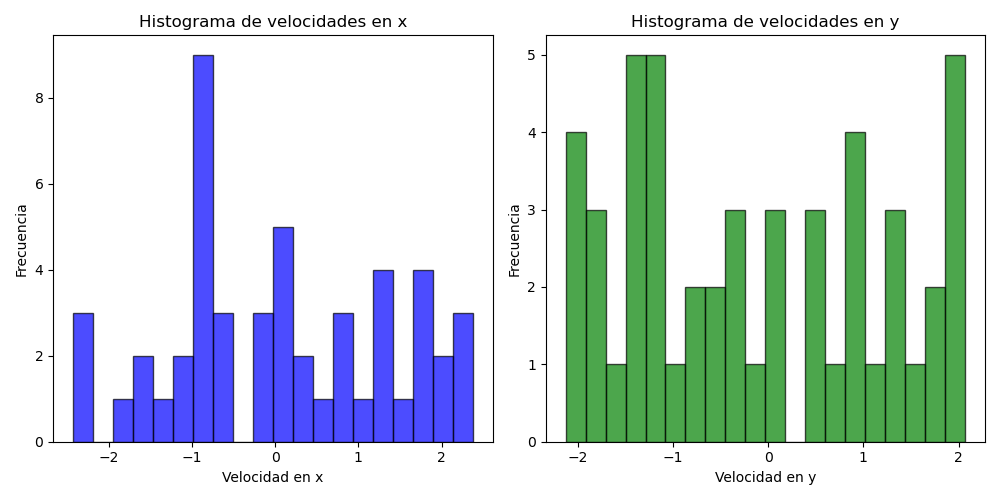 Histograma de velocidades en x
Frecuencia
8
6
4
2
0
−2 −1 0 1 2
Velocidad en x
Histograma de velocidades en y
Frecuencia
5
4
3
2
1
0
−2 −1 0 1 2
Velocidad en y